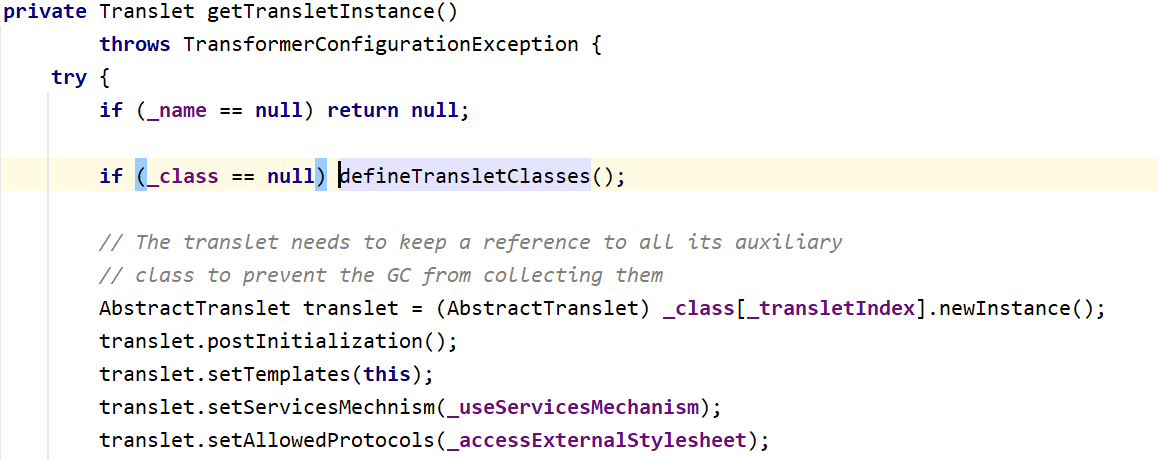 private Translet getTransletInstance()
throws TransformerConfigurationException {
try {
if (_name == null) return null;
if (_class == null) defineTransletClasses();
// The translet needs to keep a reference to all its auxiliary
// class to prevent the GC from collecting them
AbstractTranslet translet = (AbstractTranslet) _class[_transletIndex].newInstance();
translet.postInitialization();
translet.setTemplates(this);
translet.setServicesMechnism(_useServicesMechanism);
translet.setAllowedProtocols(_accessExternalStylesheet);